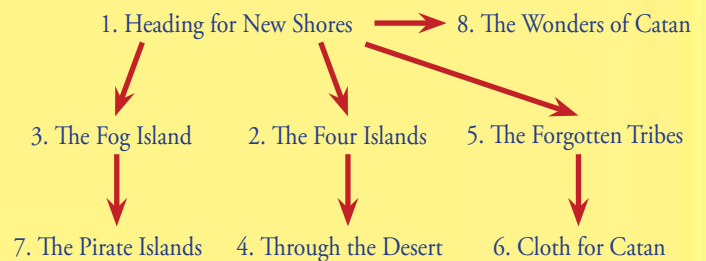 1. Heading for New Shores 8. The Wonders of Catan
3. The Fog Island 2. The Four Islands 5. The Forgotten Tribes
7. The Pirate Islands 4. Through the Desert 6. Cloth for Catan